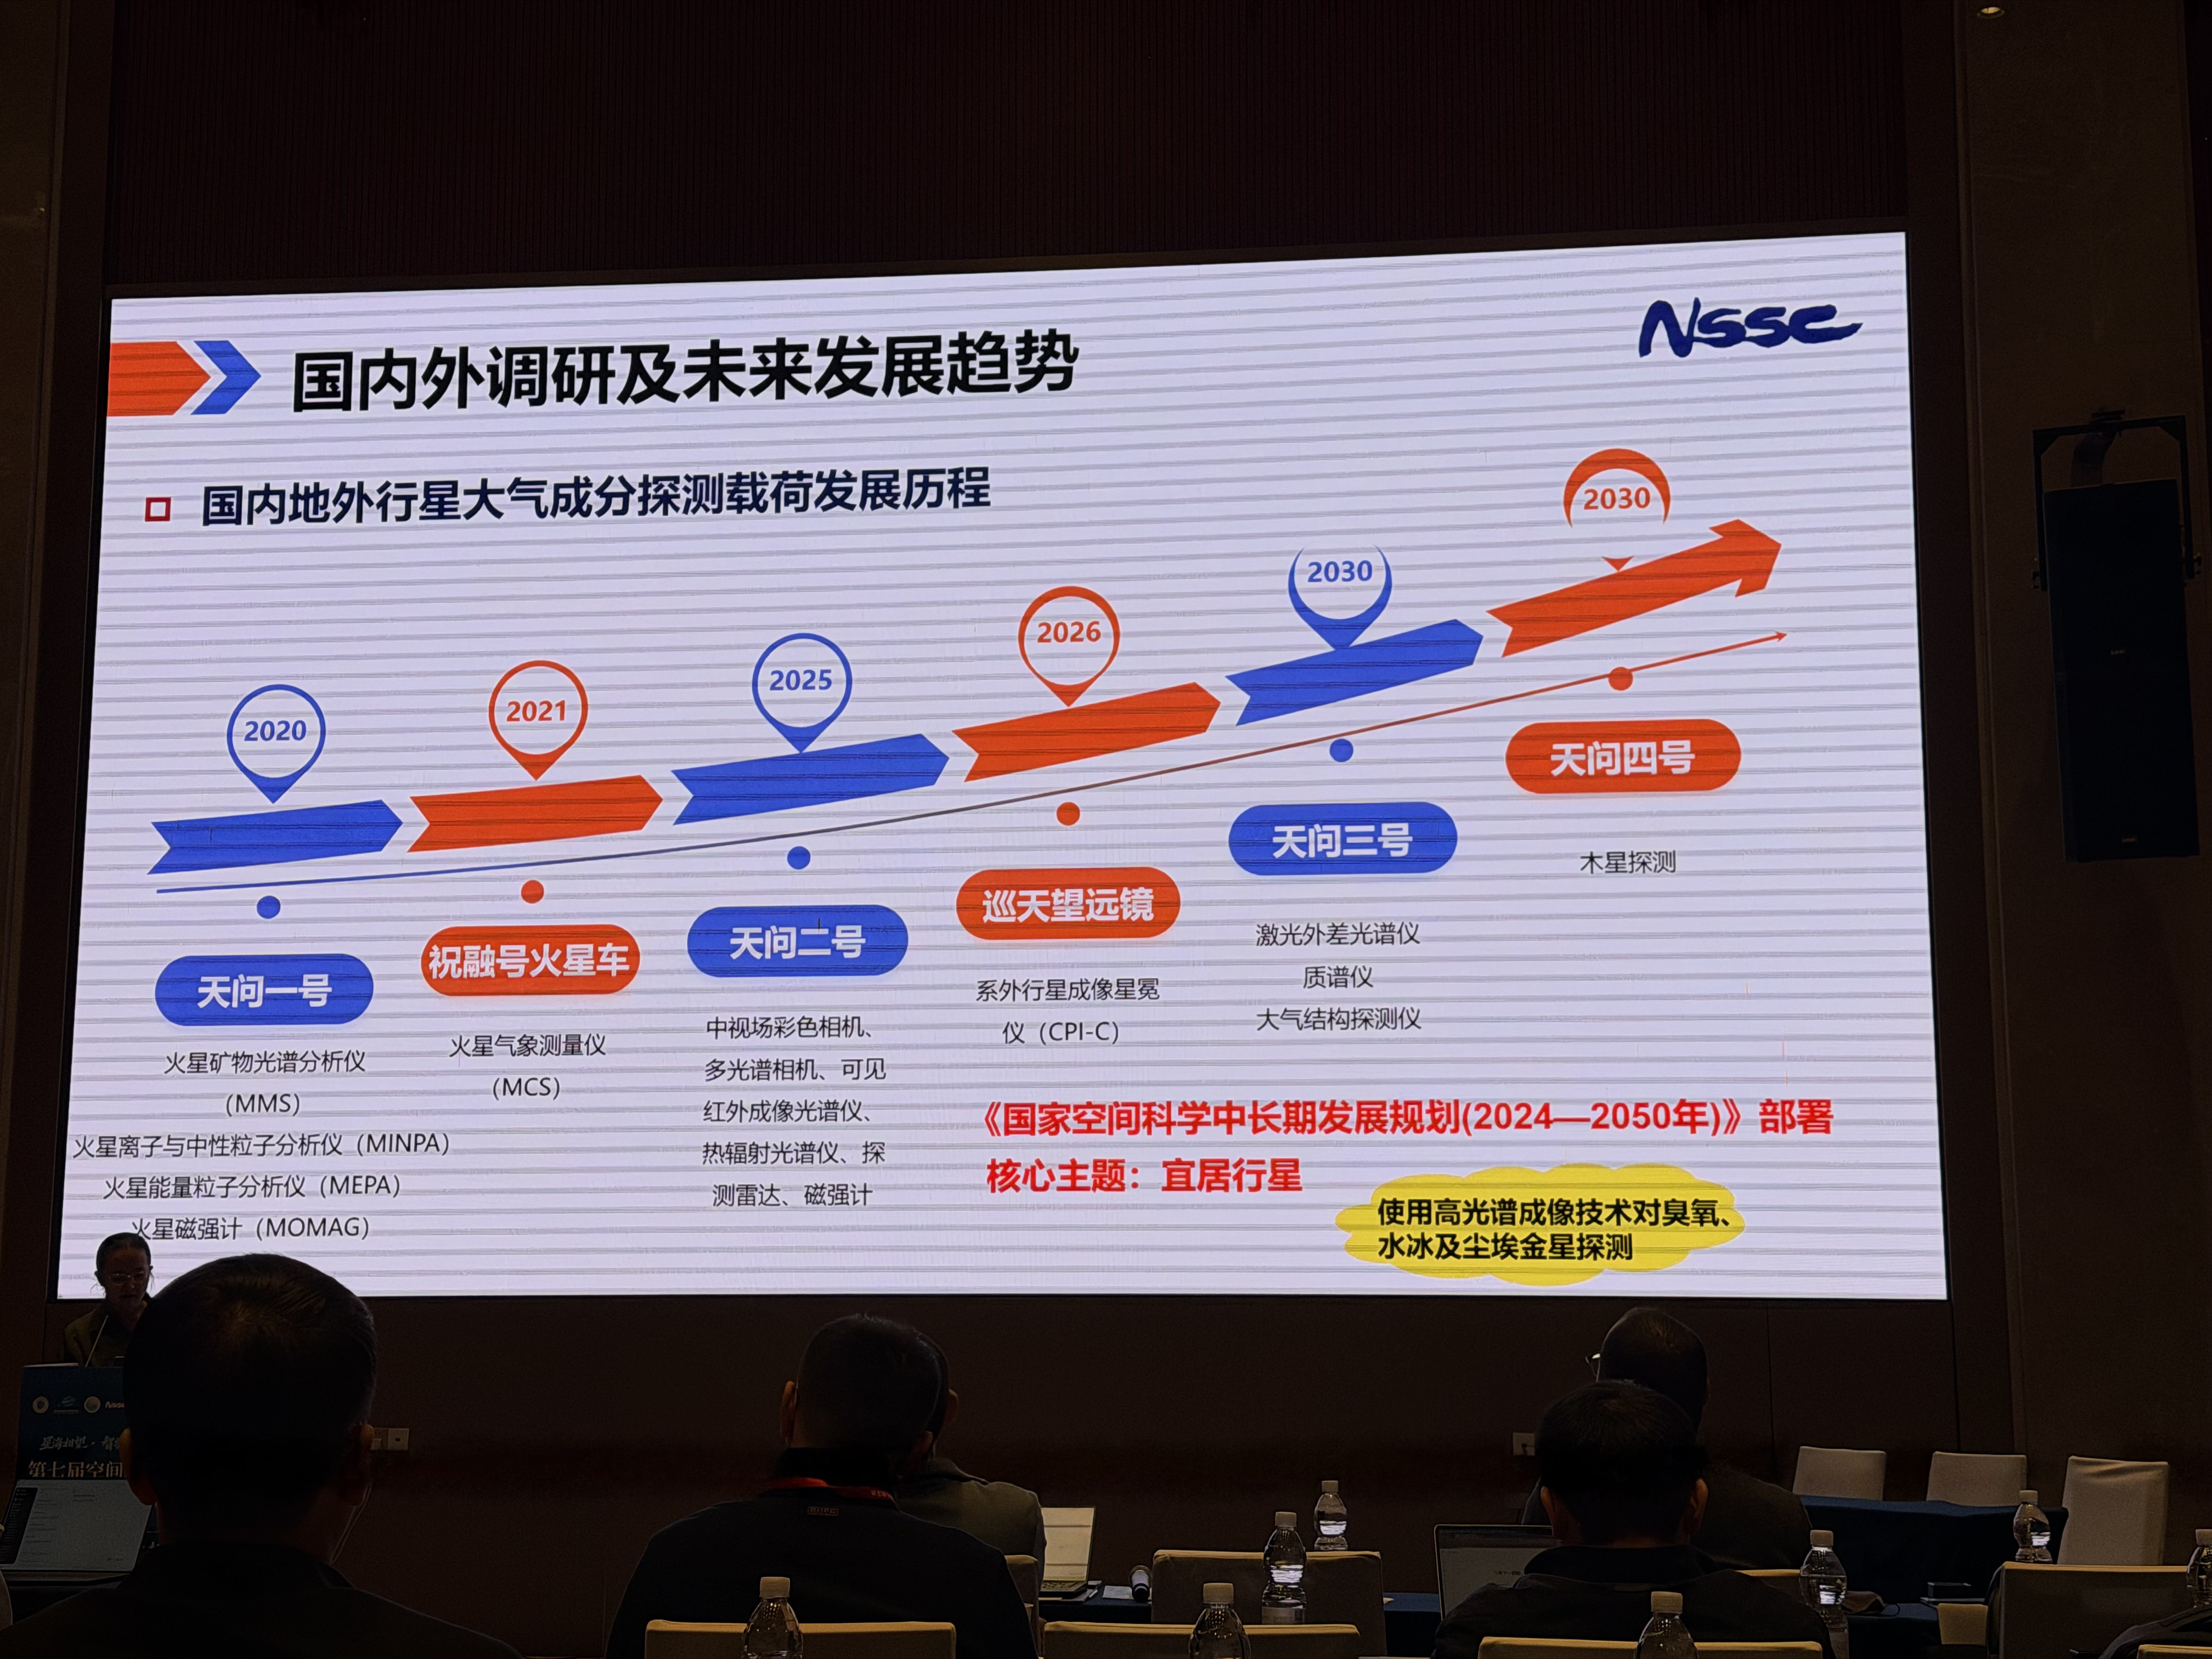 国内外调研及未来发展趋势
NSSC
国内地外行星大气成分探测载荷发展历程
2020
2021
2025
2026
2030
2030
天问一号
火星矿物光谱分析仪
（MMS）
火星离子与中性粒子分析仪（MINPA）
火星能量粒子分析仪（MEPA）
火星磁强计（MOMAG）
祝融号火星车
火星气象测量仪
（MCS）
天问二号
中视场彩色相机、
多光谱相机、可见
红外成像光谱仪、
热辐射光谱仪、探
测雷达、磁强计
巡天望远镜
系外行星成像星冕
仪（CPI-C）
天问三号
激光外差光谱仪
质谱仪
大气结构探测仪
天问四号
木星探测
《国家空间科学中长期发展规划(2024—2050年)》部署
核心主题：宜居行星
使用高光谱成像技术对臭氧、
水冰及尘埃金星探测
星海相望·
第七届空间